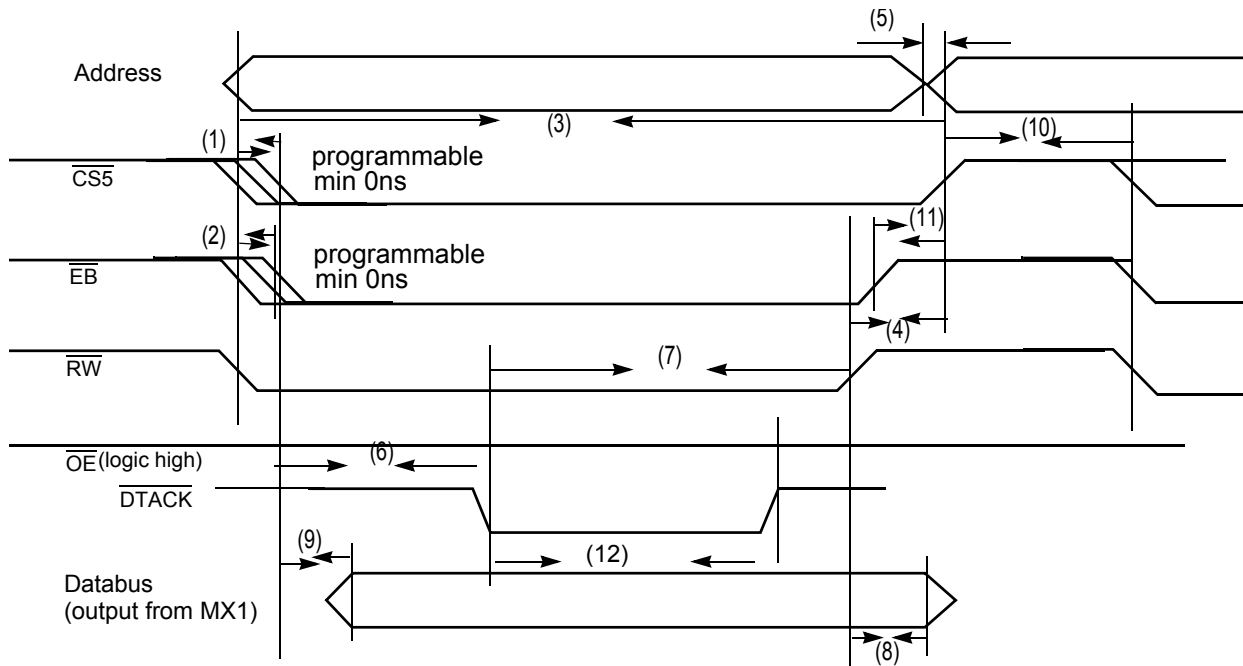 (5)
Address
(3)
(10)
(1)
programmable
min 0ns
CS5
(11)
(2)
programmable
min 0ns
EB
(4)
(7)
RW
OE(logic high)
(6)
DTACK
(9)
(12)
Databus
(output from MX1)
(8)